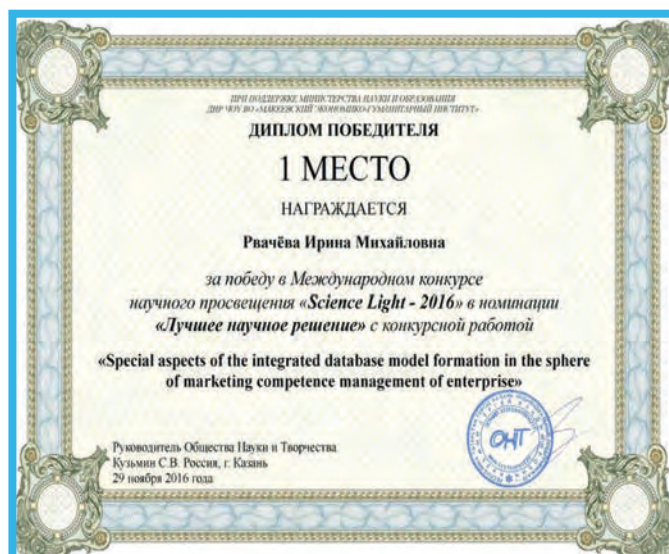 ПРИ ПОДДЕРЖКЕ МИНИСТЕРСТВА НАУКИ И ОБРАЗОВАНИЯ
ДНР ЧОУ ВО «МАКЕЕВСКИЙ ЭКОНОМИКО-ГУМАНИТАРНЫЙ ИНСТИТУТ»
ДИПЛОМ ПОБЕДИТЕЛЯ
1 МЕСТО
НАГРАЖДАЕТСЯ
Рвачёва Ирина Михайловна
за победу в Международном конкурсе
научного просвещения «Science Light - 2016» в номинации
«Лучшее научное решение» с конкурсной работой
«Special aspects of the integrated database model formation in the sphere
of marketing competence management of enterprise»
ОНТ
Руководитель Общества Науки и Творчества
Кузьмин С.В. Россия, г. Казань
29 ноября 2016 года